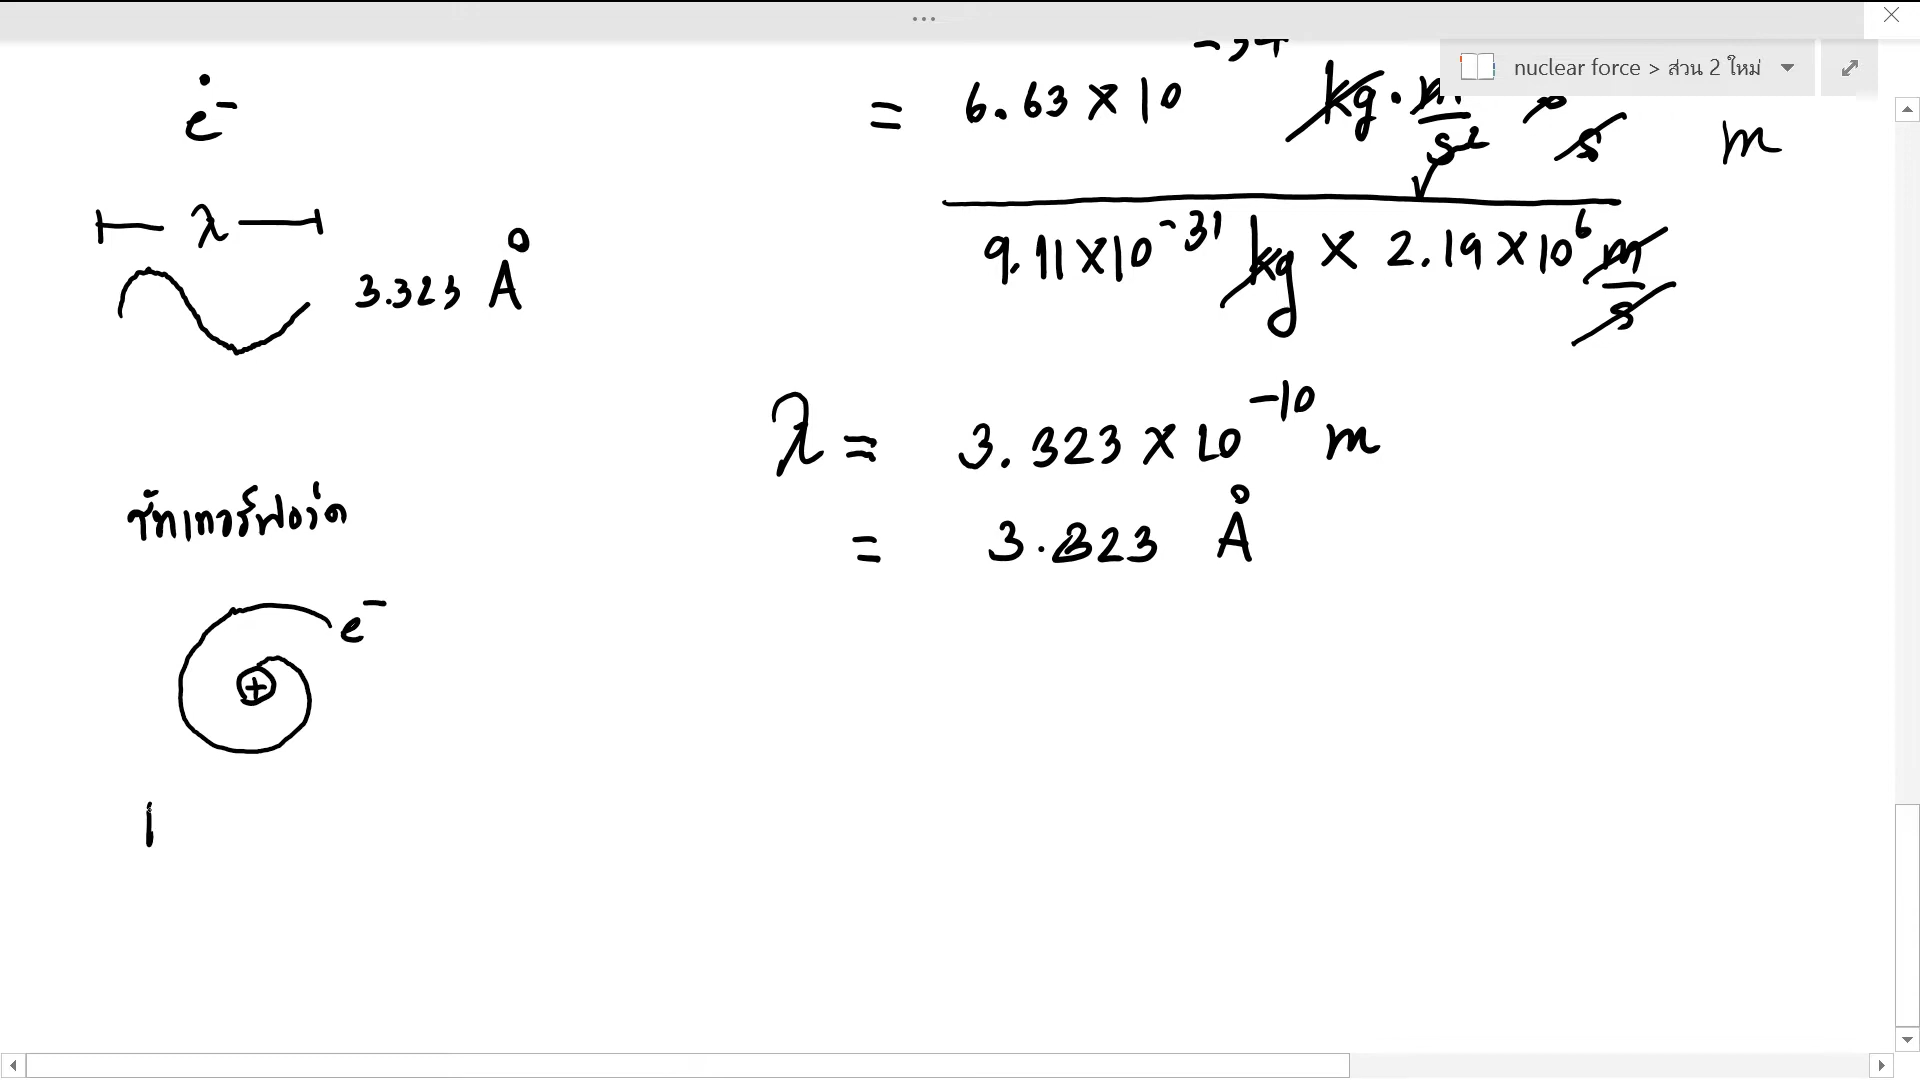 nuclear force > ส่วน 2 ใหม่
e⁻
= 6.63 × 10⁻³⁴ kg · m/s² s m
9.11 × 10⁻³¹ kg × 2.19 × 10⁶ m/s
λ
3.323 Å
λ = 3.323 × 10⁻¹⁰ m
= 3.323 Å
รัทเทอร์ฟอร์ด
e⁻
+